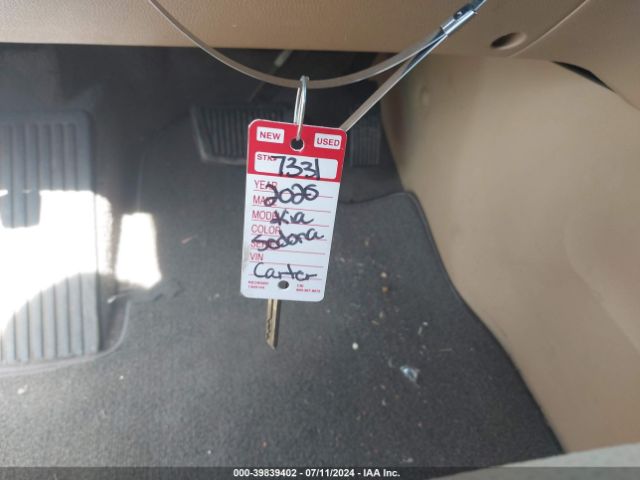 NEW USED
STK# 7331
YEAR 2026
MAKE
MODEL Kia
COLOR
Sedona
VIN
Carter
000-39839402 - 07/11/2024 - IAA Inc.